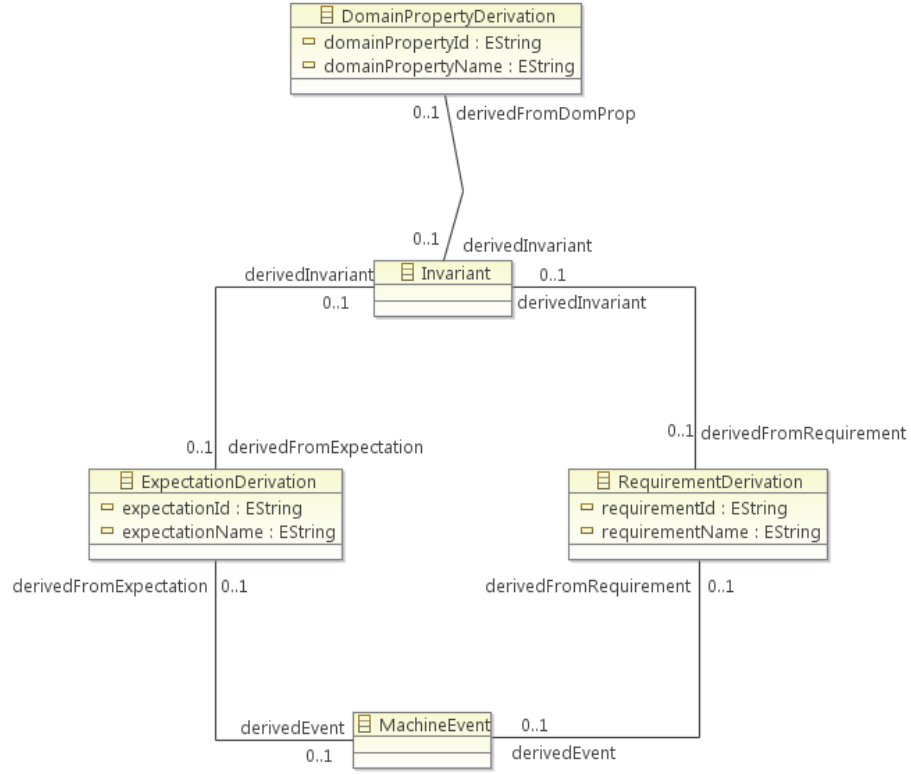 DomainPropertyDerivation
domainPropertyId : EString
domainPropertyName : EString
0..1 derivedFromDomProp
0..1 derivedInvariant
derivedInvariant
Invariant
0..1
0..1
derivedInvariant
0..1 derivedFromExpectation
0..1 derivedFromRequirement
ExpectationDerivation
expectationId : EString
expectationName : EString
RequirementDerivation
requirementId : EString
requirementName : EString
derivedFromExpectation 0..1
derivedFromRequirement 0..1
derivedEvent
0..1
MachineEvent
0..1
derivedEvent